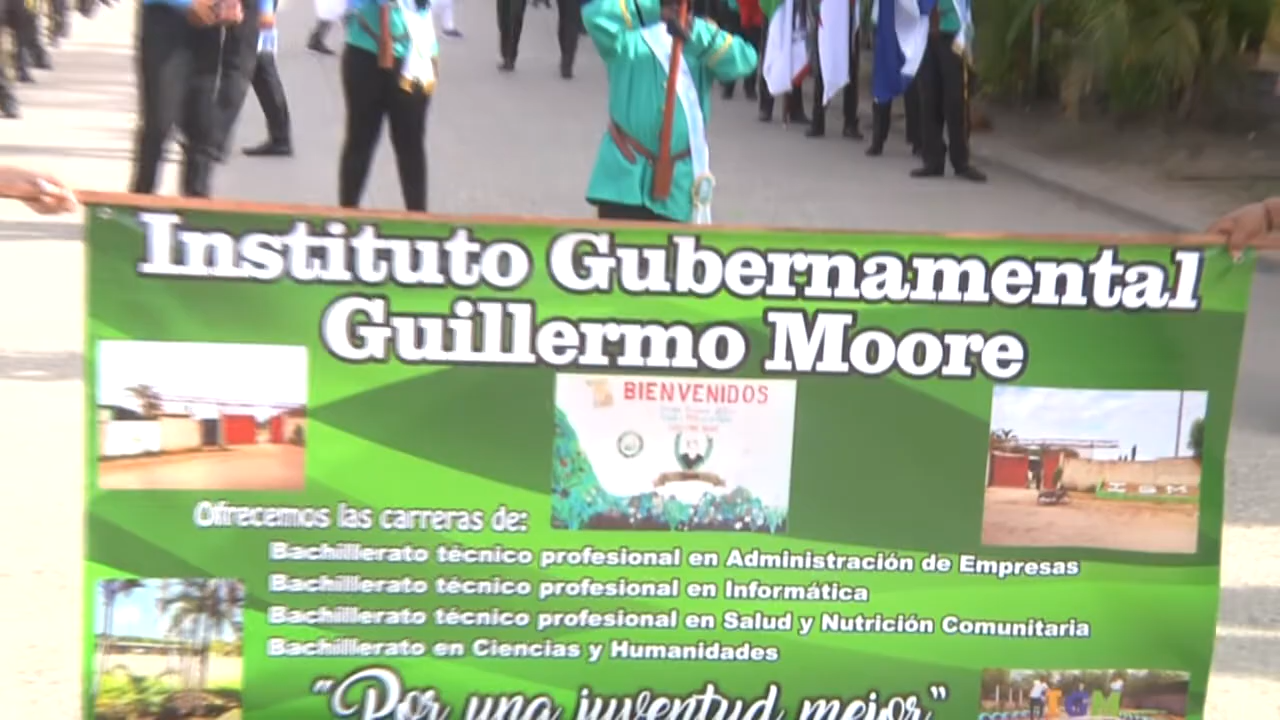 Instituto Gubernamental
Guillermo Moore
BIENVENIDOS
Ofrecemos las carreras de:
Bachillerato técnico profesional en Administración de Empresas
Bachillerato técnico profesional en Informática
Bachillerato técnico profesional en Salud y Nutrición Comunitaria
Bachillerato en Ciencias y Humanidades
"Por una juventud mejor"
IGM